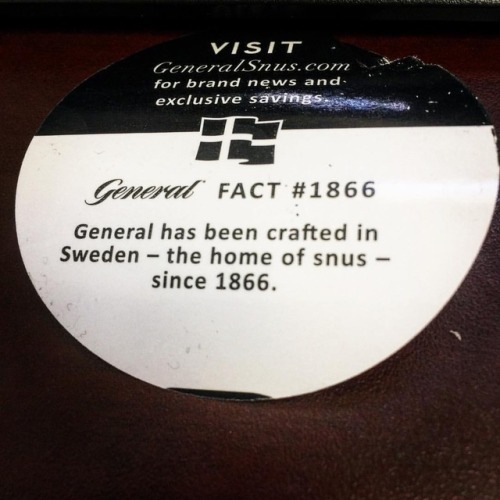 VISIT
GeneralSnus.com
for brand news and
exclusive savings.
General FACT #1866
General has been crafted in
Sweden – the home of snus –
since 1866.